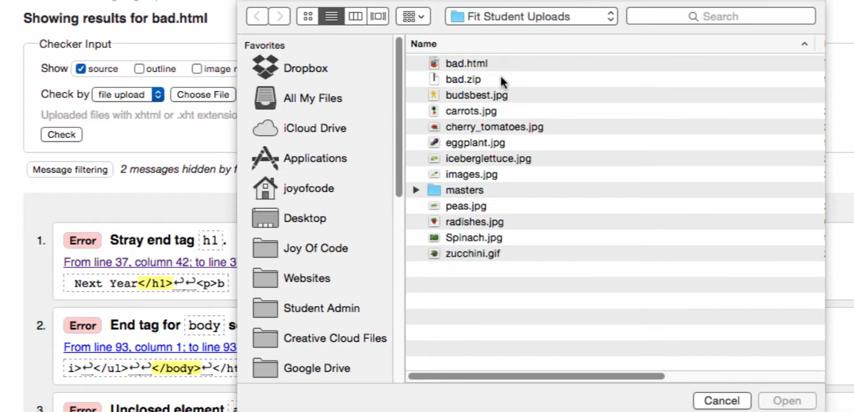 Showing results for bad.html
Checker Input
Show source outline image r
Check by file upload Choose File
Uploaded files with xhtml or .xht extensio
Check
Message filtering 2 messages hidden by f
1. Error Stray end tag h1.
From line 37, column 42; to line 3
Next Year</h1>↩↩<p>b
2. Error End tag for body s
From line 93, column 1; to line 93
i>↩</ul>↩↩</body>↩</ht
3. Error Unclosed element
Fit Student Uploads
Search
Favorites
Dropbox
All My Files
iCloud Drive
Applications
joyofcode
Desktop
Joy Of Code
Websites
Student Admin
Creative Cloud Files
Google Drive
Name
bad.html
bad.zip
budsbest.jpg
carrots.jpg
cherry_tomatoes.jpg
eggplant.jpg
iceberglettuce.jpg
images.jpg
masters
peas.jpg
radishes.jpg
Spinach.jpg
zucchini.gif
Cancel Open